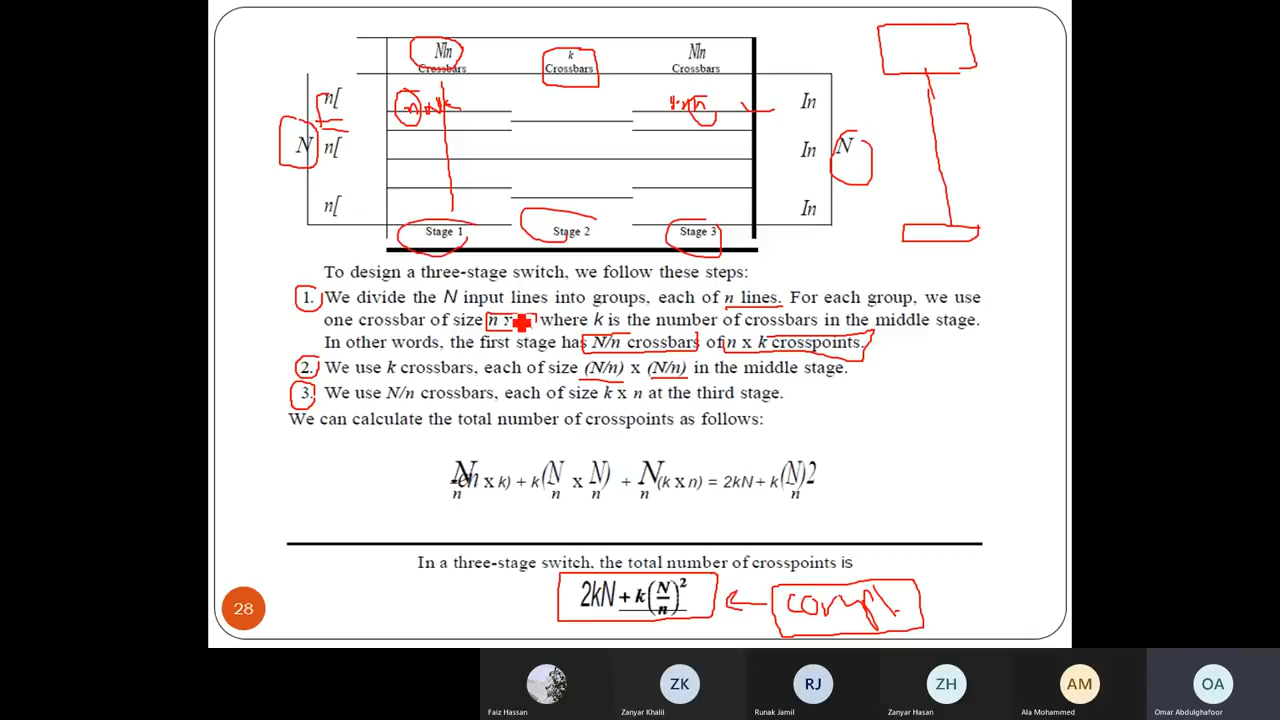 N/n k N/n
Crossbars Crossbars Crossbars
n[ n x k k x n In
N n[ In N
n[ In
Stage 1 Stage 2 Stage 3
To design a three-stage switch, we follow these steps:
1. We divide the N input lines into groups, each of n lines. For each group, we use
one crossbar of size n x where k is the number of crossbars in the middle stage.
In other words, the first stage has N/n crossbars of n x k crosspoints.
2. We use k crossbars, each of size (N/n) x (N/n) in the middle stage.
3. We use N/n crossbars, each of size k x n at the third stage.
We can calculate the total number of crosspoints as follows:
N x k) + k (N x N) + N (k x n) = 2kN + k (N)2
n n n n n
In a three-stage switch, the total number of crosspoints is
2kN + k(N/n)²
compl.
28
ZK RJ ZH AM OA
Faiz Hassan Zanyar Khalil Runak Jamil Zanyar Hasan Ala Mohammed Omar Abdulghafoor